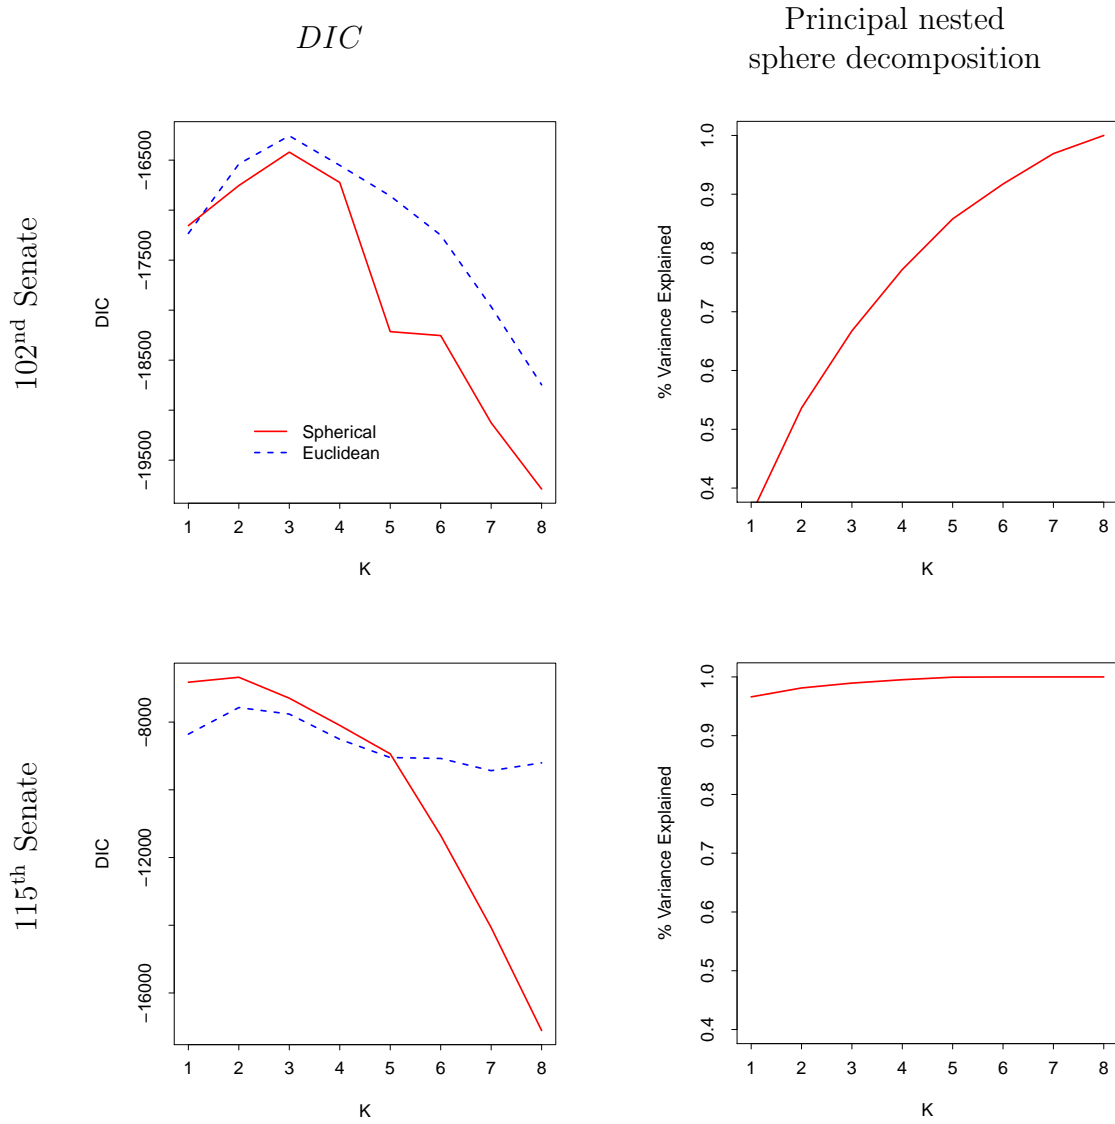 DIC
Principal nested
sphere decomposition
102nd Senate
DIC
−16500
−17500
−18500
−19500
Spherical
Euclidean
1 2 3 4 5 6 7 8
K
% Variance Explained
1.0
0.9
0.8
0.7
0.6
0.5
0.4
1 2 3 4 5 6 7 8
K
115th Senate
DIC
−8000
−12000
−16000
1 2 3 4 5 6 7 8
K
% Variance Explained
1.0
0.9
0.8
0.7
0.6
0.5
0.4
1 2 3 4 5 6 7 8
K